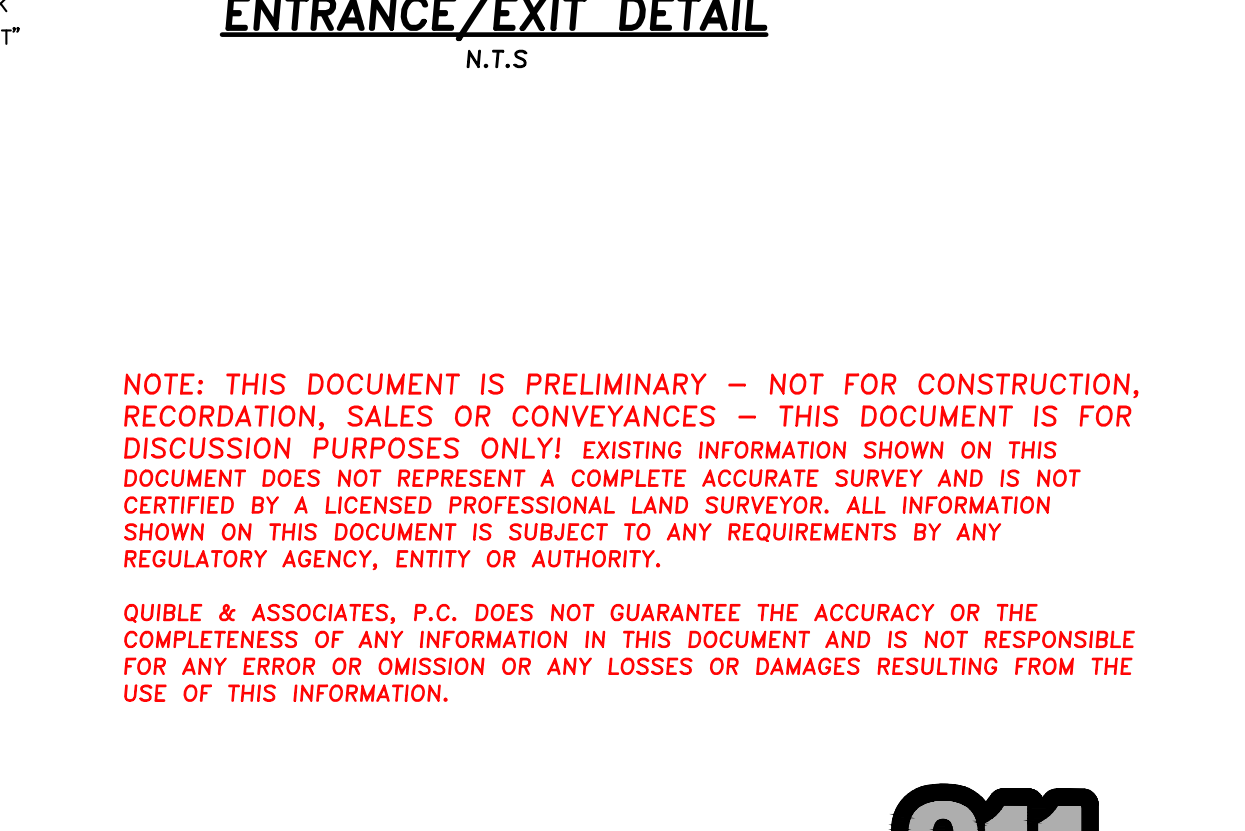 T”
ENTRANCE/EXIT DETAIL
N.T.S
NOTE: THIS DOCUMENT IS PRELIMINARY – NOT FOR CONSTRUCTION,
RECORDATION, SALES OR CONVEYANCES – THIS DOCUMENT IS FOR
DISCUSSION PURPOSES ONLY! EXISTING INFORMATION SHOWN ON THIS
DOCUMENT DOES NOT REPRESENT A COMPLETE ACCURATE SURVEY AND IS NOT
CERTIFIED BY A LICENSED PROFESSIONAL LAND SURVEYOR. ALL INFORMATION
SHOWN ON THIS DOCUMENT IS SUBJECT TO ANY REQUIREMENTS BY ANY
REGULATORY AGENCY, ENTITY OR AUTHORITY.
QUIBLE & ASSOCIATES, P.C. DOES NOT GUARANTEE THE ACCURACY OR THE
COMPLETENESS OF ANY INFORMATION IN THIS DOCUMENT AND IS NOT RESPONSIBLE
FOR ANY ERROR OR OMISSION OR ANY LOSSES OR DAMAGES RESULTING FROM THE
USE OF THIS INFORMATION.